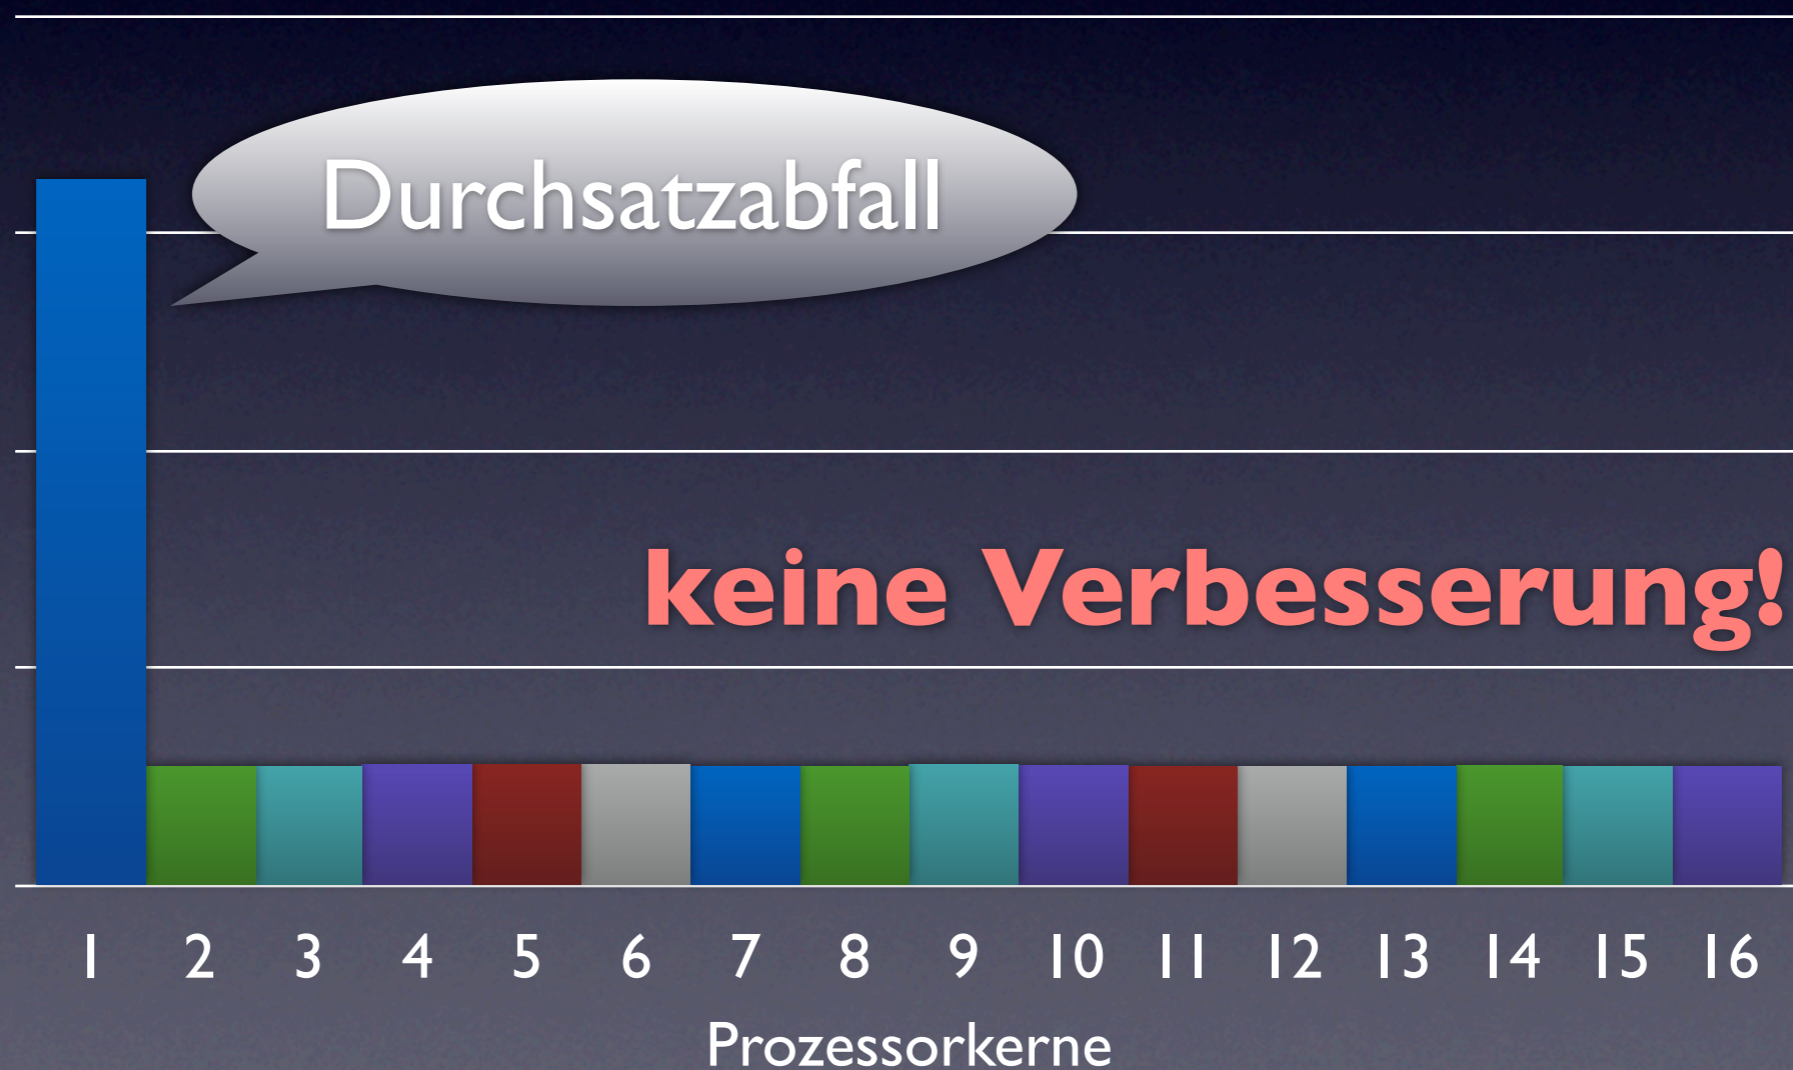 Durchsatzabfall
keine Verbesserung!
1 2 3 4 5 6 7 8 9 10 11 12 13 14 15 16
Prozessorkerne